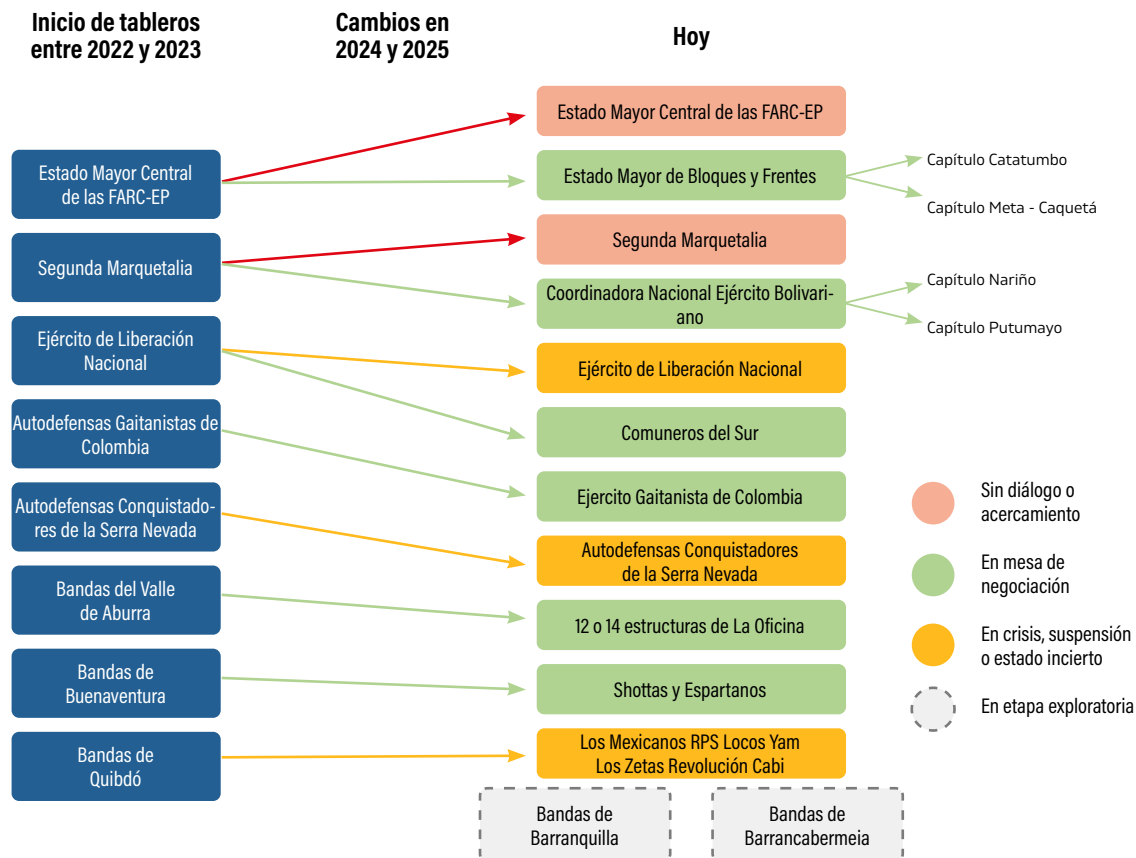 Inicio de tableros
entre 2022 y 2023
Cambios en
2024 y 2025
Hoy
Estado Mayor Central
de las FARC-EP
Segunda Marquetalia
Ejército de Liberación
Nacional
Autodefensas Gaitanistas de
Colombia
Autodefensas Conquistado-
res de la Serra Nevada
Bandas del Valle
de Aburra
Bandas de
Buenaventura
Bandas de
Quibdó
Estado Mayor Central de las FARC-EP
Estado Mayor de Bloques y Frentes
Segunda Marquetalia
Coordinadora Nacional Ejército Bolivari-
ano
Ejército de Liberación Nacional
Comuneros del Sur
Ejercito Gaitanista de Colombia
Autodefensas Conquistadores
de la Serra Nevada
12 o 14 estructuras de La Oficina
Shottas y Espartanos
Los Mexicanos RPS Locos Yam
Los Zetas Revolución Cabi
Bandas de
Barranquilla
Bandas de
Barrancabermeia
Capítulo Catatumbo
Capítulo Meta - Caquetá
Capítulo Nariño
Capítulo Putumayo
Sin diálogo o
acercamiento
En mesa de
negociación
En crisis, suspensión
o estado incierto
En etapa exploratoria